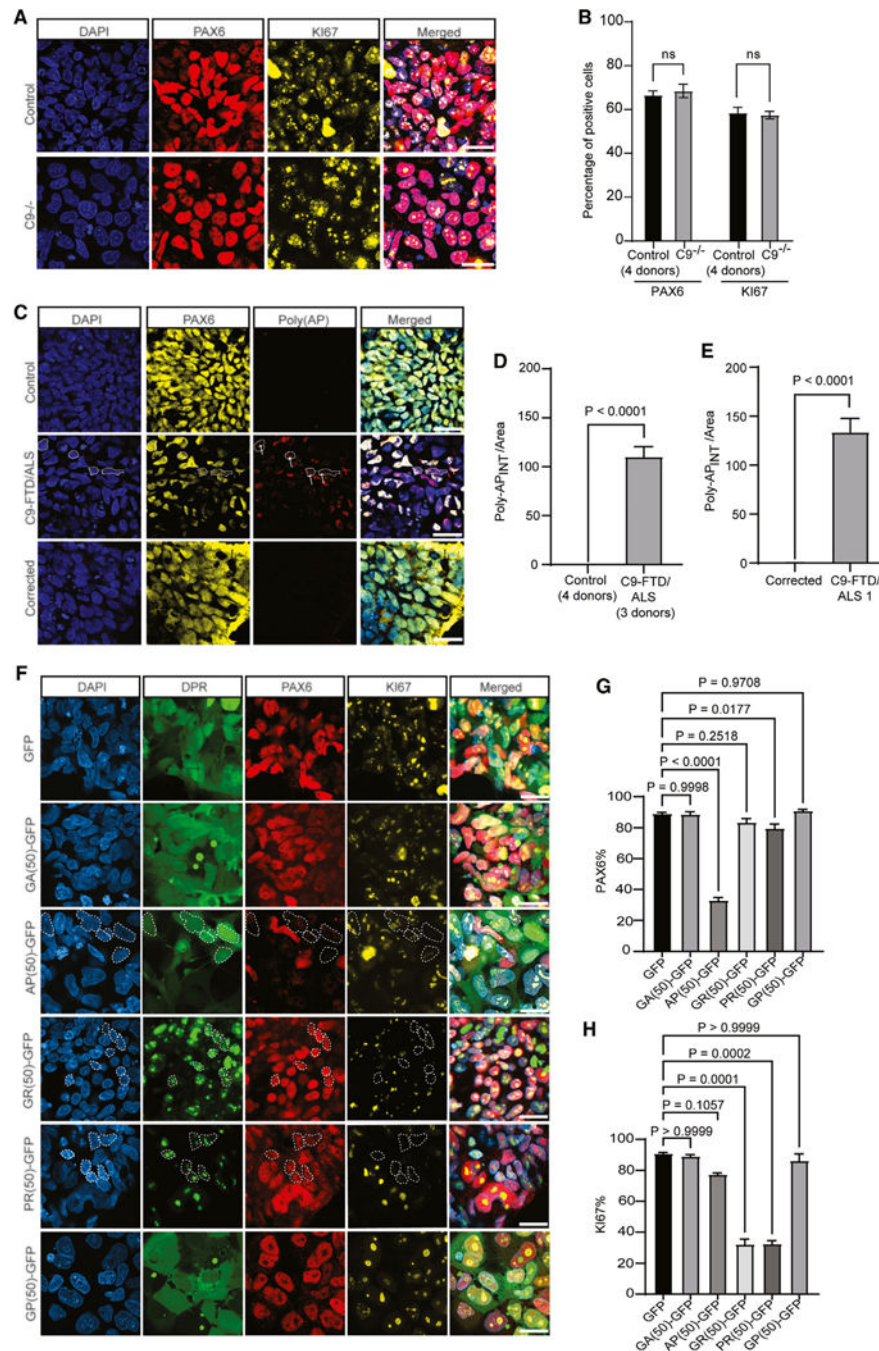 A
DAPI PAX6 KI67 Merged
Control
C9-/-
B
Percentage of positive cells
100
80
60
40
20
0
ns ns
Control C9-/- Control C9-/-
(4 donors) (4 donors)
PAX6 KI67
C
DAPI PAX6 Poly(AP) Merged
Control
C9-FTD/ALS
Corrected
D
Poly-APINT/Area
200
150
100
50
0
P < 0.0001
Control C9-FTD/
(4 donors) ALS
(3 donors)
E
Poly-APINT/Area
200
150
100
50
0
P < 0.0001
Corrected C9-FTD/
ALS 1
F
DAPI DPR PAX6 KI67 Merged
GFP
GA(50)-GFP
AP(50)-GFP
GR(50)-GFP
PR(50)-GFP
GP(50)-GFP
G
P = 0.9708
P = 0.0177
P = 0.2518
P < 0.0001
P = 0.9998
PAX6%
100
80
60
40
20
0
GFP
GA(50)-GFP
AP(50)-GFP
GR(50)-GFP
PR(50)-GFP
GP(50)-GFP
H
P > 0.9999
P = 0.0002
P = 0.0001
P = 0.1057
P > 0.9999
KI67%
100
80
60
40
20
0
GFP
GA(50)-GFP
AP(50)-GFP
GR(50)-GFP
PR(50)-GFP
GP(50)-GFP